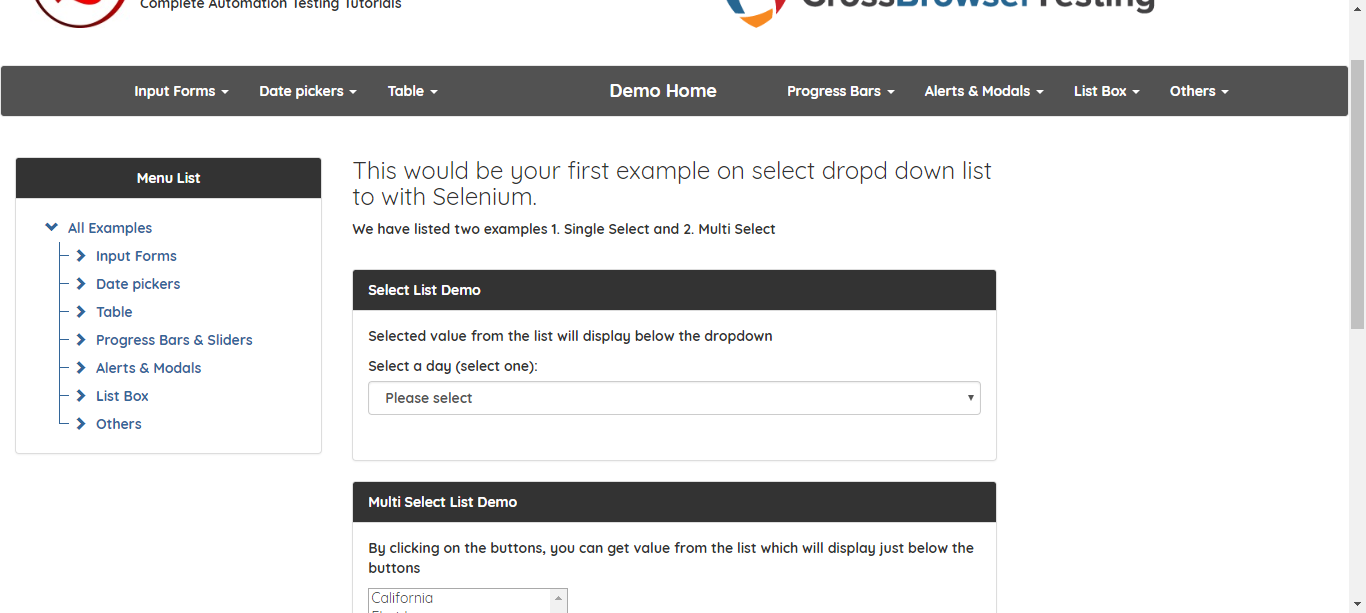 Complete Automation Testing Tutorials
CrossBrowserTesting
Input Forms
Date pickers
Table
Demo Home
Progress Bars
Alerts & Modals
List Box
Others
Menu List
All Examples
Input Forms
Date pickers
Table
Progress Bars & Sliders
Alerts & Modals
List Box
Others
This would be your first example on select dropd down list
to with Selenium.
We have listed two examples 1. Single Select and 2. Multi Select
Select List Demo
Selected value from the list will display below the dropdown
Select a day (select one):
Please select
Multi Select List Demo
By clicking on the buttons, you can get value from the list which will display just below the
buttons
California